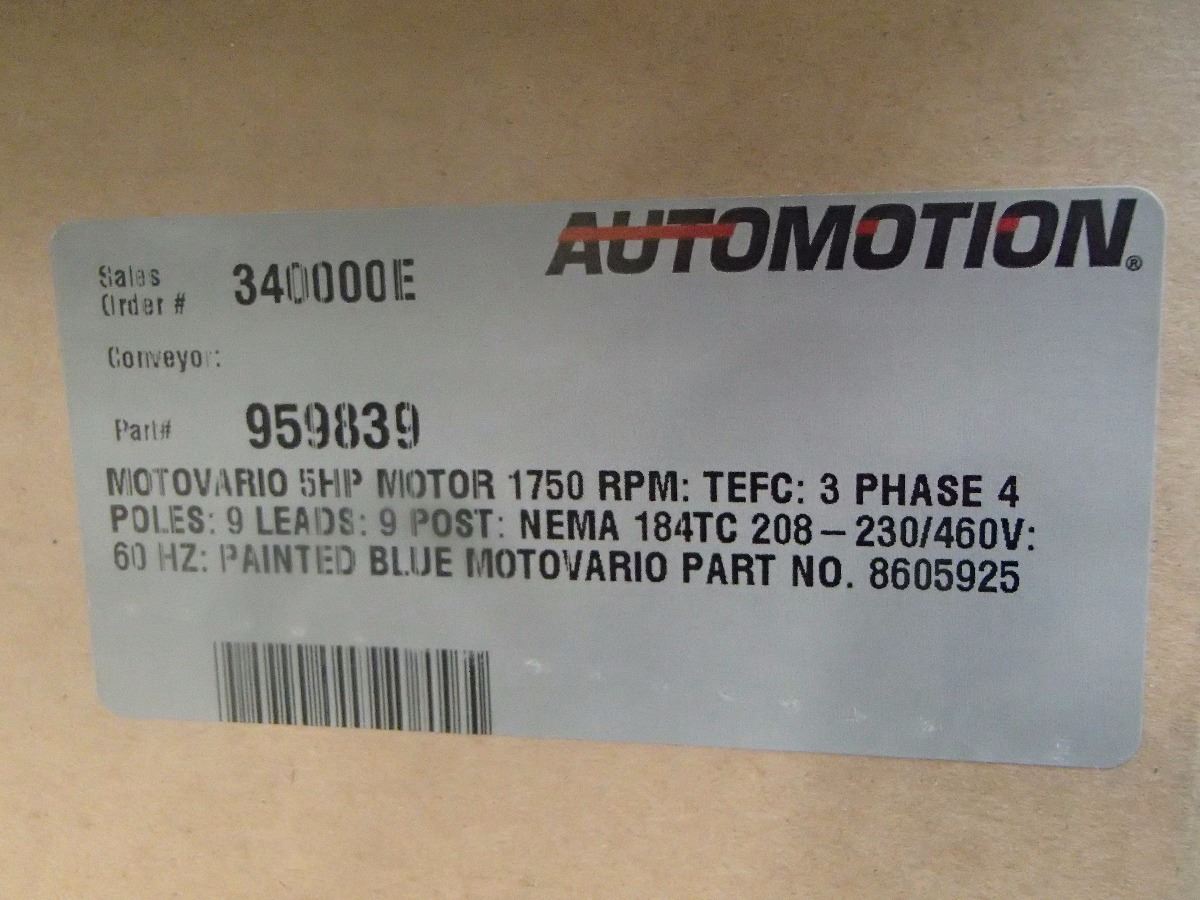 AUTOMOTION®
Sales
Order # 340000E
Conveyor:
Part# 959839
MOTOVARIO 5HP MOTOR 1750 RPM: TEFC: 3 PHASE 4
POLES: 9 LEADS: 9 POST: NEMA 184TC 208-230/460V:
60 HZ: PAINTED BLUE MOTOVARIO PART NO. 8605925